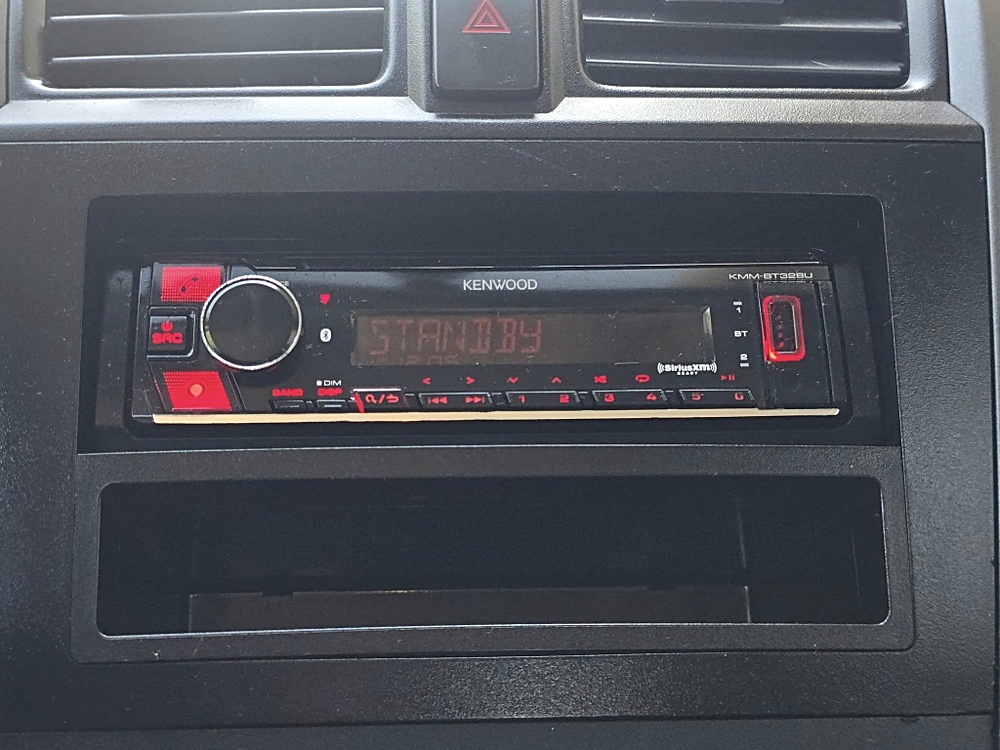 KENWOOD
KMM-BT328U
SRC
STANDBY
1
BT
2
((SiriusXM))
READY
DIM
BAND DISP
1 2 3 4 5 6